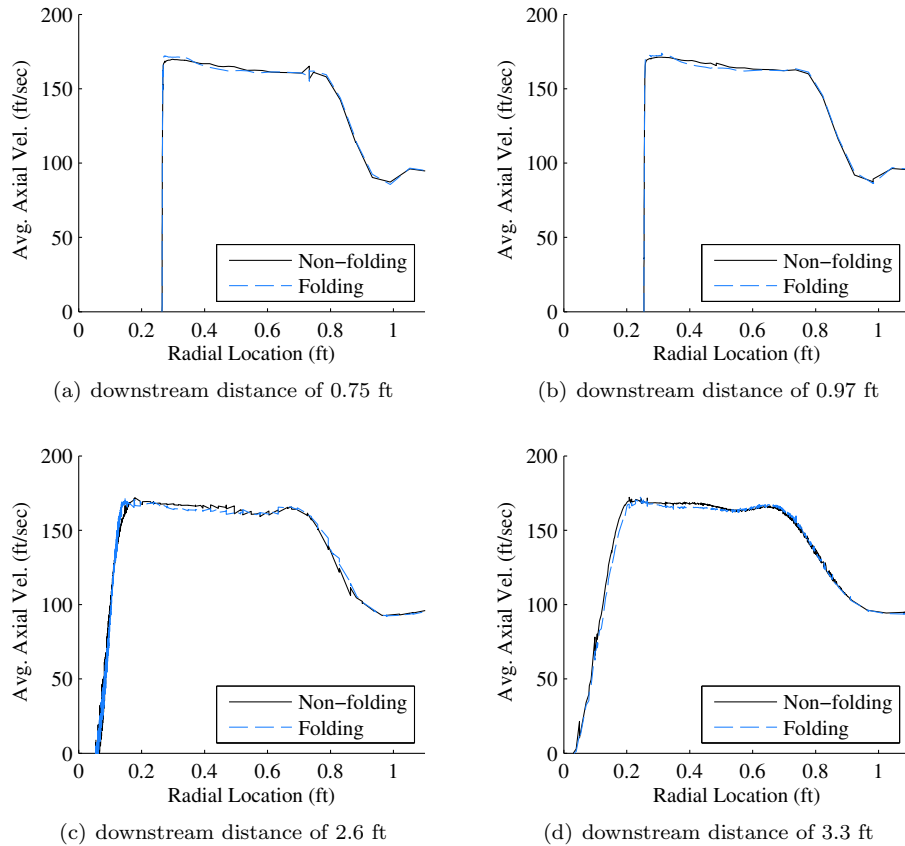 200
150
100
50
0
Avg. Axial Vel. (ft/sec)
Non−folding
Folding
0 0.2 0.4 0.6 0.8 1
Radial Location (ft)
(a) downstream distance of 0.75 ft
200
150
100
50
0
Avg. Axial Vel. (ft/sec)
Non−folding
Folding
0 0.2 0.4 0.6 0.8 1
Radial Location (ft)
(b) downstream distance of 0.97 ft
200
150
100
50
0
Avg. Axial Vel. (ft/sec)
Non−folding
Folding
0 0.2 0.4 0.6 0.8 1
Radial Location (ft)
(c) downstream distance of 2.6 ft
200
150
100
50
0
Avg. Axial Vel. (ft/sec)
Non−folding
Folding
0 0.2 0.4 0.6 0.8 1
Radial Location (ft)
(d) downstream distance of 3.3 ft